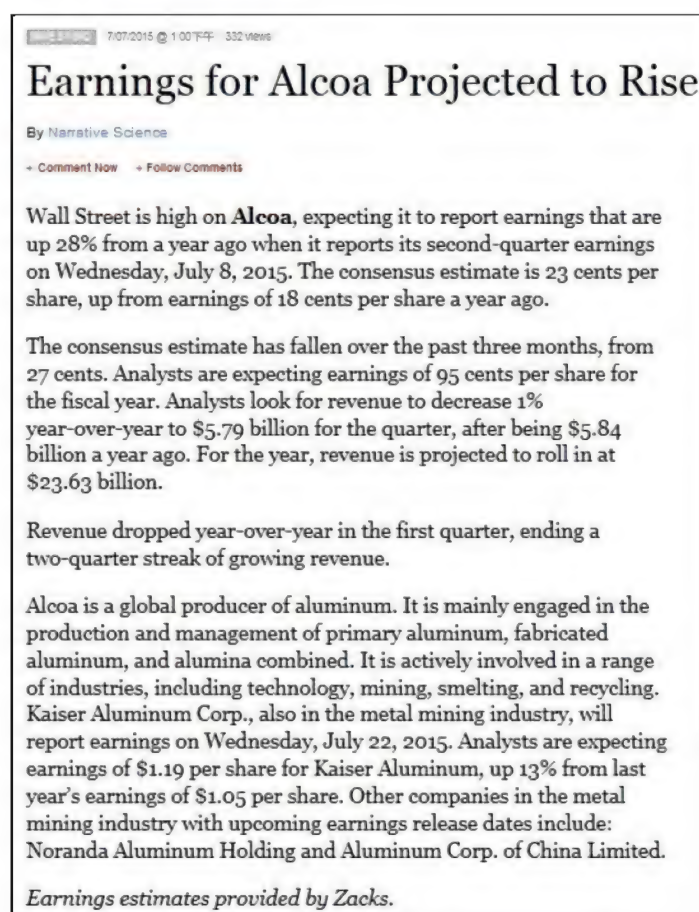 7/07/2015 @ 1:00下午 332 views
Earnings for Alcoa Projected to Rise
By Narrative Science
+ Comment Now + Follow Comments
Wall Street is high on Alcoa, expecting it to report earnings that are
up 28% from a year ago when it reports its second-quarter earnings
on Wednesday, July 8, 2015. The consensus estimate is 23 cents per
share, up from earnings of 18 cents per share a year ago.
The consensus estimate has fallen over the past three months, from
27 cents. Analysts are expecting earnings of 95 cents per share for
the fiscal year. Analysts look for revenue to decrease 1%
year-over-year to $5.79 billion for the quarter, after being $5.84
billion a year ago. For the year, revenue is projected to roll in at
$23.63 billion.
Revenue dropped year-over-year in the first quarter, ending a
two-quarter streak of growing revenue.
Alcoa is a global producer of aluminum. It is mainly engaged in the
production and management of primary aluminum, fabricated
aluminum, and alumina combined. It is actively involved in a range
of industries, including technology, mining, smelting, and recycling.
Kaiser Aluminum Corp., also in the metal mining industry, will
report earnings on Wednesday, July 22, 2015. Analysts are expecting
earnings of $1.19 per share for Kaiser Aluminum, up 13% from last
year's earnings of $1.05 per share. Other companies in the metal
mining industry with upcoming earnings release dates include:
Noranda Aluminum Holding and Aluminum Corp. of China Limited.
Earnings estimates provided by Zacks.